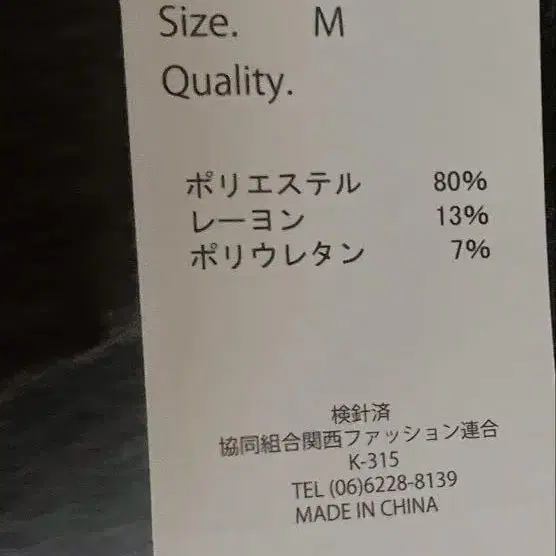 Size. M
Quality.
ポリエステル 80%
レーヨン 13%
ポリウレタン 7%
検針済
協同組合関西ファッション連合
K-315
TEL (06)6228-8139
MADE IN CHINA